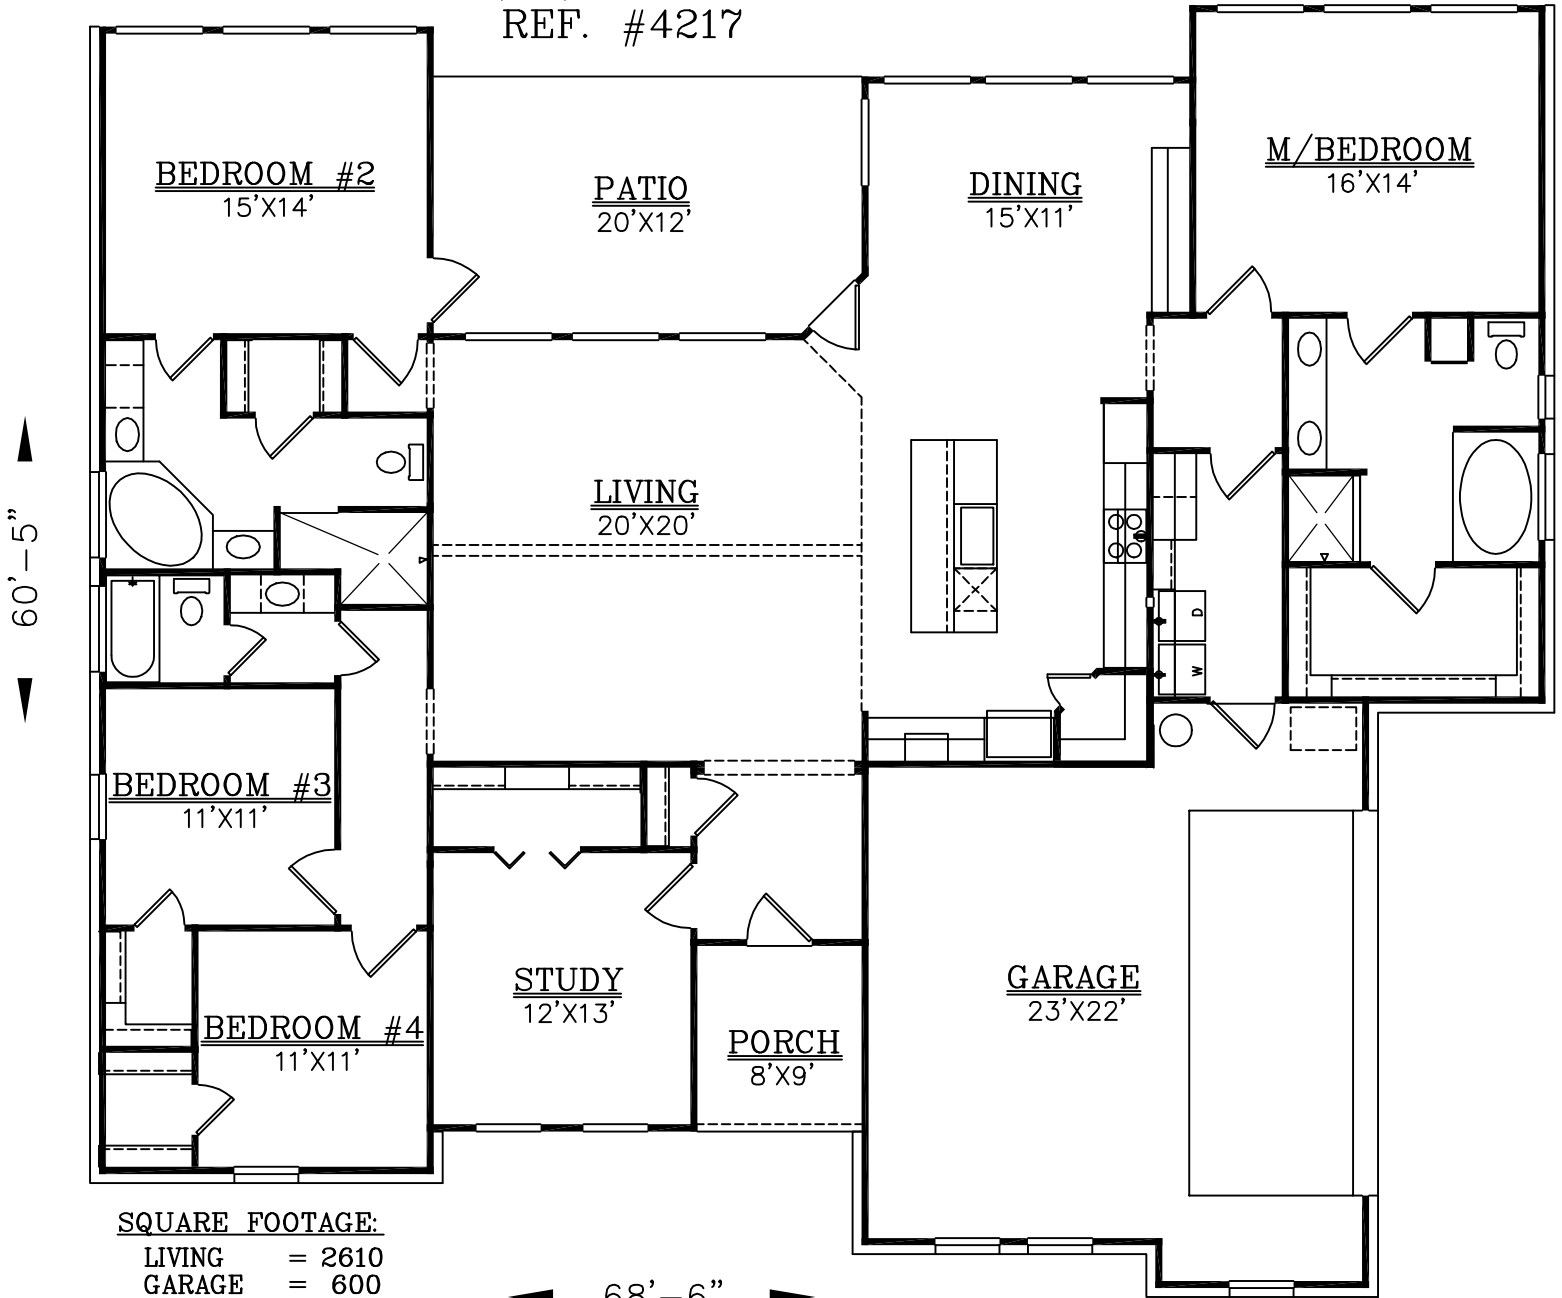 REF. #4217
BEDROOM #2
15'X14'
PATIO
20'X12'
DINING
15'X11'
M/BEDROOM
16'X14'
LIVING
20'X20'
60'-5"
D
W
BEDROOM #3
11'X11'
STUDY
12'X13'
GARAGE
23'X22'
BEDROOM #4
11'X11'
PORCH
8'X9'
SQUARE FOOTAGE:
LIVING = 2610
GARAGE = 600
68'-6"